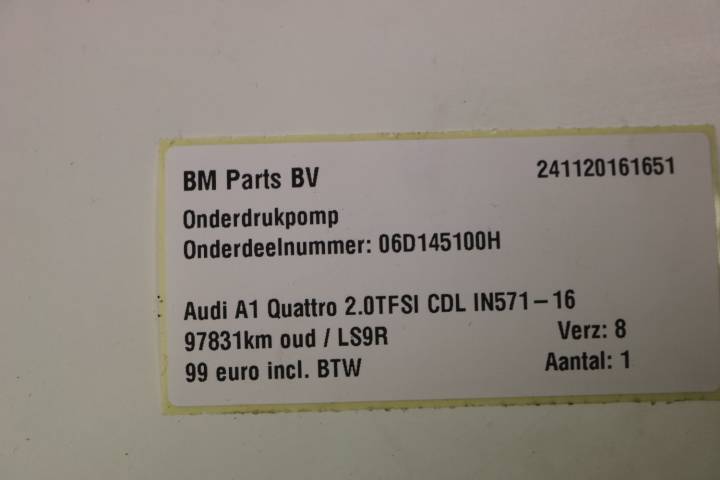 BM Parts BV 241120161651
Onderdrukpomp
Onderdeelnummer: 06D145100H
Audi A1 Quattro 2.0TFSI CDL IN571-16
97831km oud / LS9R Verz: 8
99 euro incl. BTW Aantal: 1